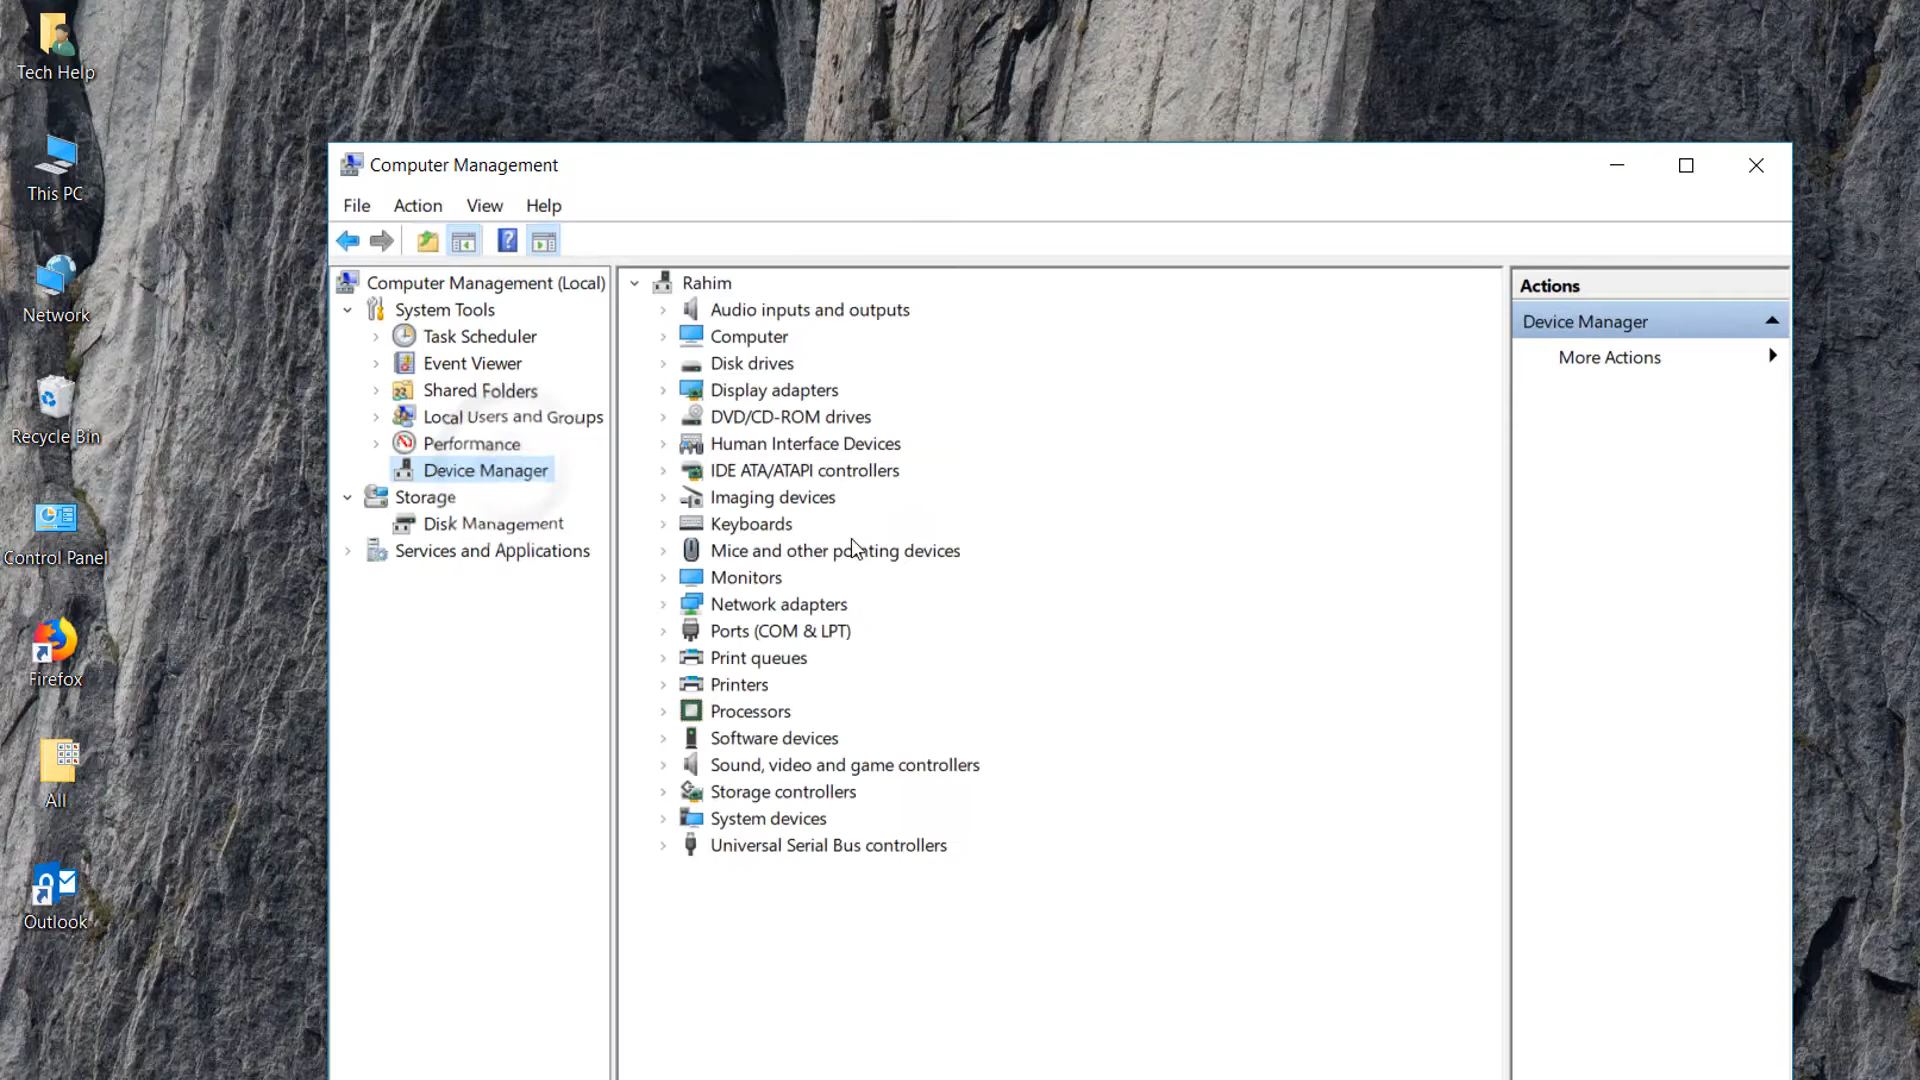 Tech Help
This PC
Network
Recycle Bin
Control Panel
Firefox
All
Outlook
Computer Management
File Action View Help
Computer Management (Local)
System Tools
Task Scheduler
Event Viewer
Shared Folders
Local Users and Groups
Performance
Device Manager
Storage
Disk Management
Services and Applications
Rahim
Audio inputs and outputs
Computer
Disk drives
Display adapters
DVD/CD-ROM drives
Human Interface Devices
IDE ATA/ATAPI controllers
Imaging devices
Keyboards
Mice and other pointing devices
Monitors
Network adapters
Ports (COM & LPT)
Print queues
Printers
Processors
Software devices
Sound, video and game controllers
Storage controllers
System devices
Universal Serial Bus controllers
Actions
Device Manager
More Actions